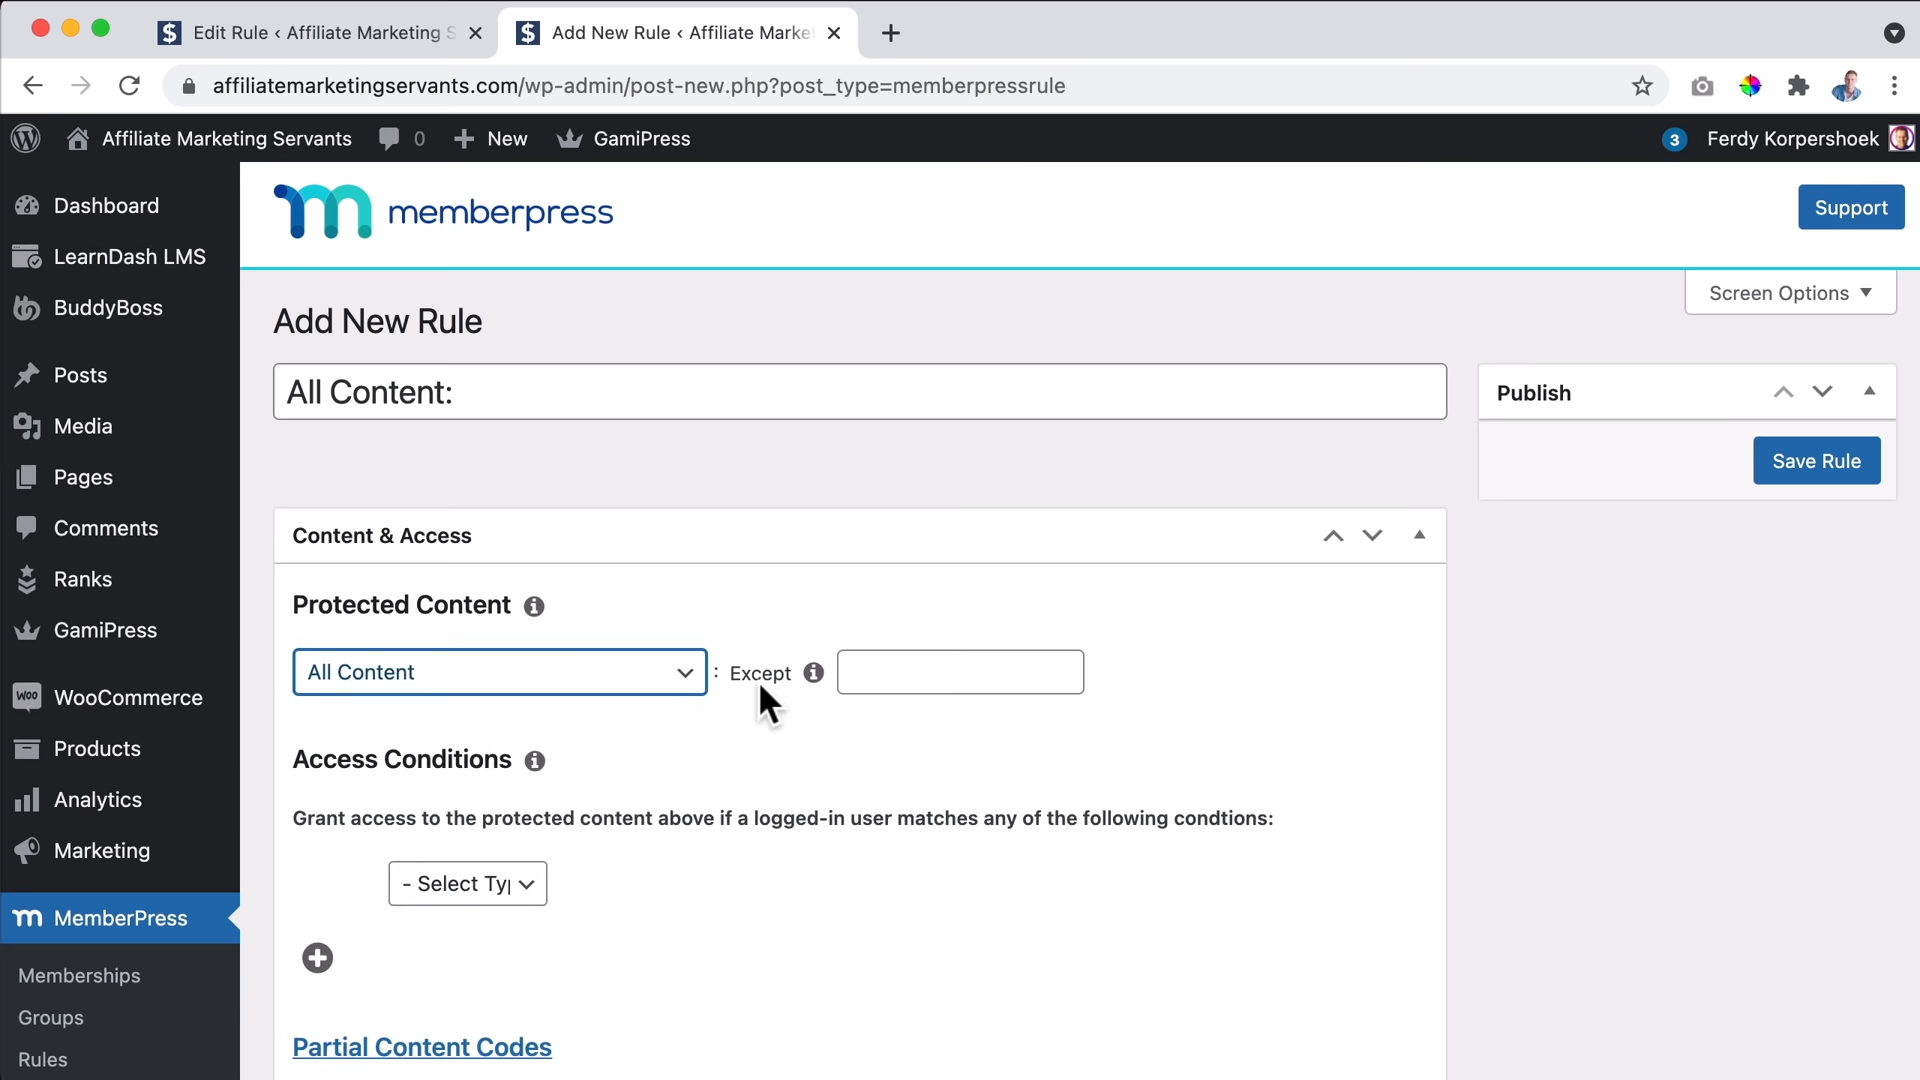 Edit Rule ‹ Affiliate Marketing S
Add New Rule ‹ Affiliate Marke
affiliatemarketingservants.com/wp-admin/post-new.php?post_type=memberpressrule
Affiliate Marketing Servants
0
New
GamiPress
3
Ferdy Korpershoek
Dashboard
LearnDash LMS
BuddyBoss
Posts
Media
Pages
Comments
Ranks
GamiPress
WooCommerce
Products
Analytics
Marketing
MemberPress
Memberships
Groups
Rules
memberpress
Support
Screen Options
Add New Rule
All Content:
Publish
Save Rule
Content & Access
Protected Content
All Content
: Except
Access Conditions
Grant access to the protected content above if a logged-in user matches any of the following condtions:
- Select Typ
Partial Content Codes